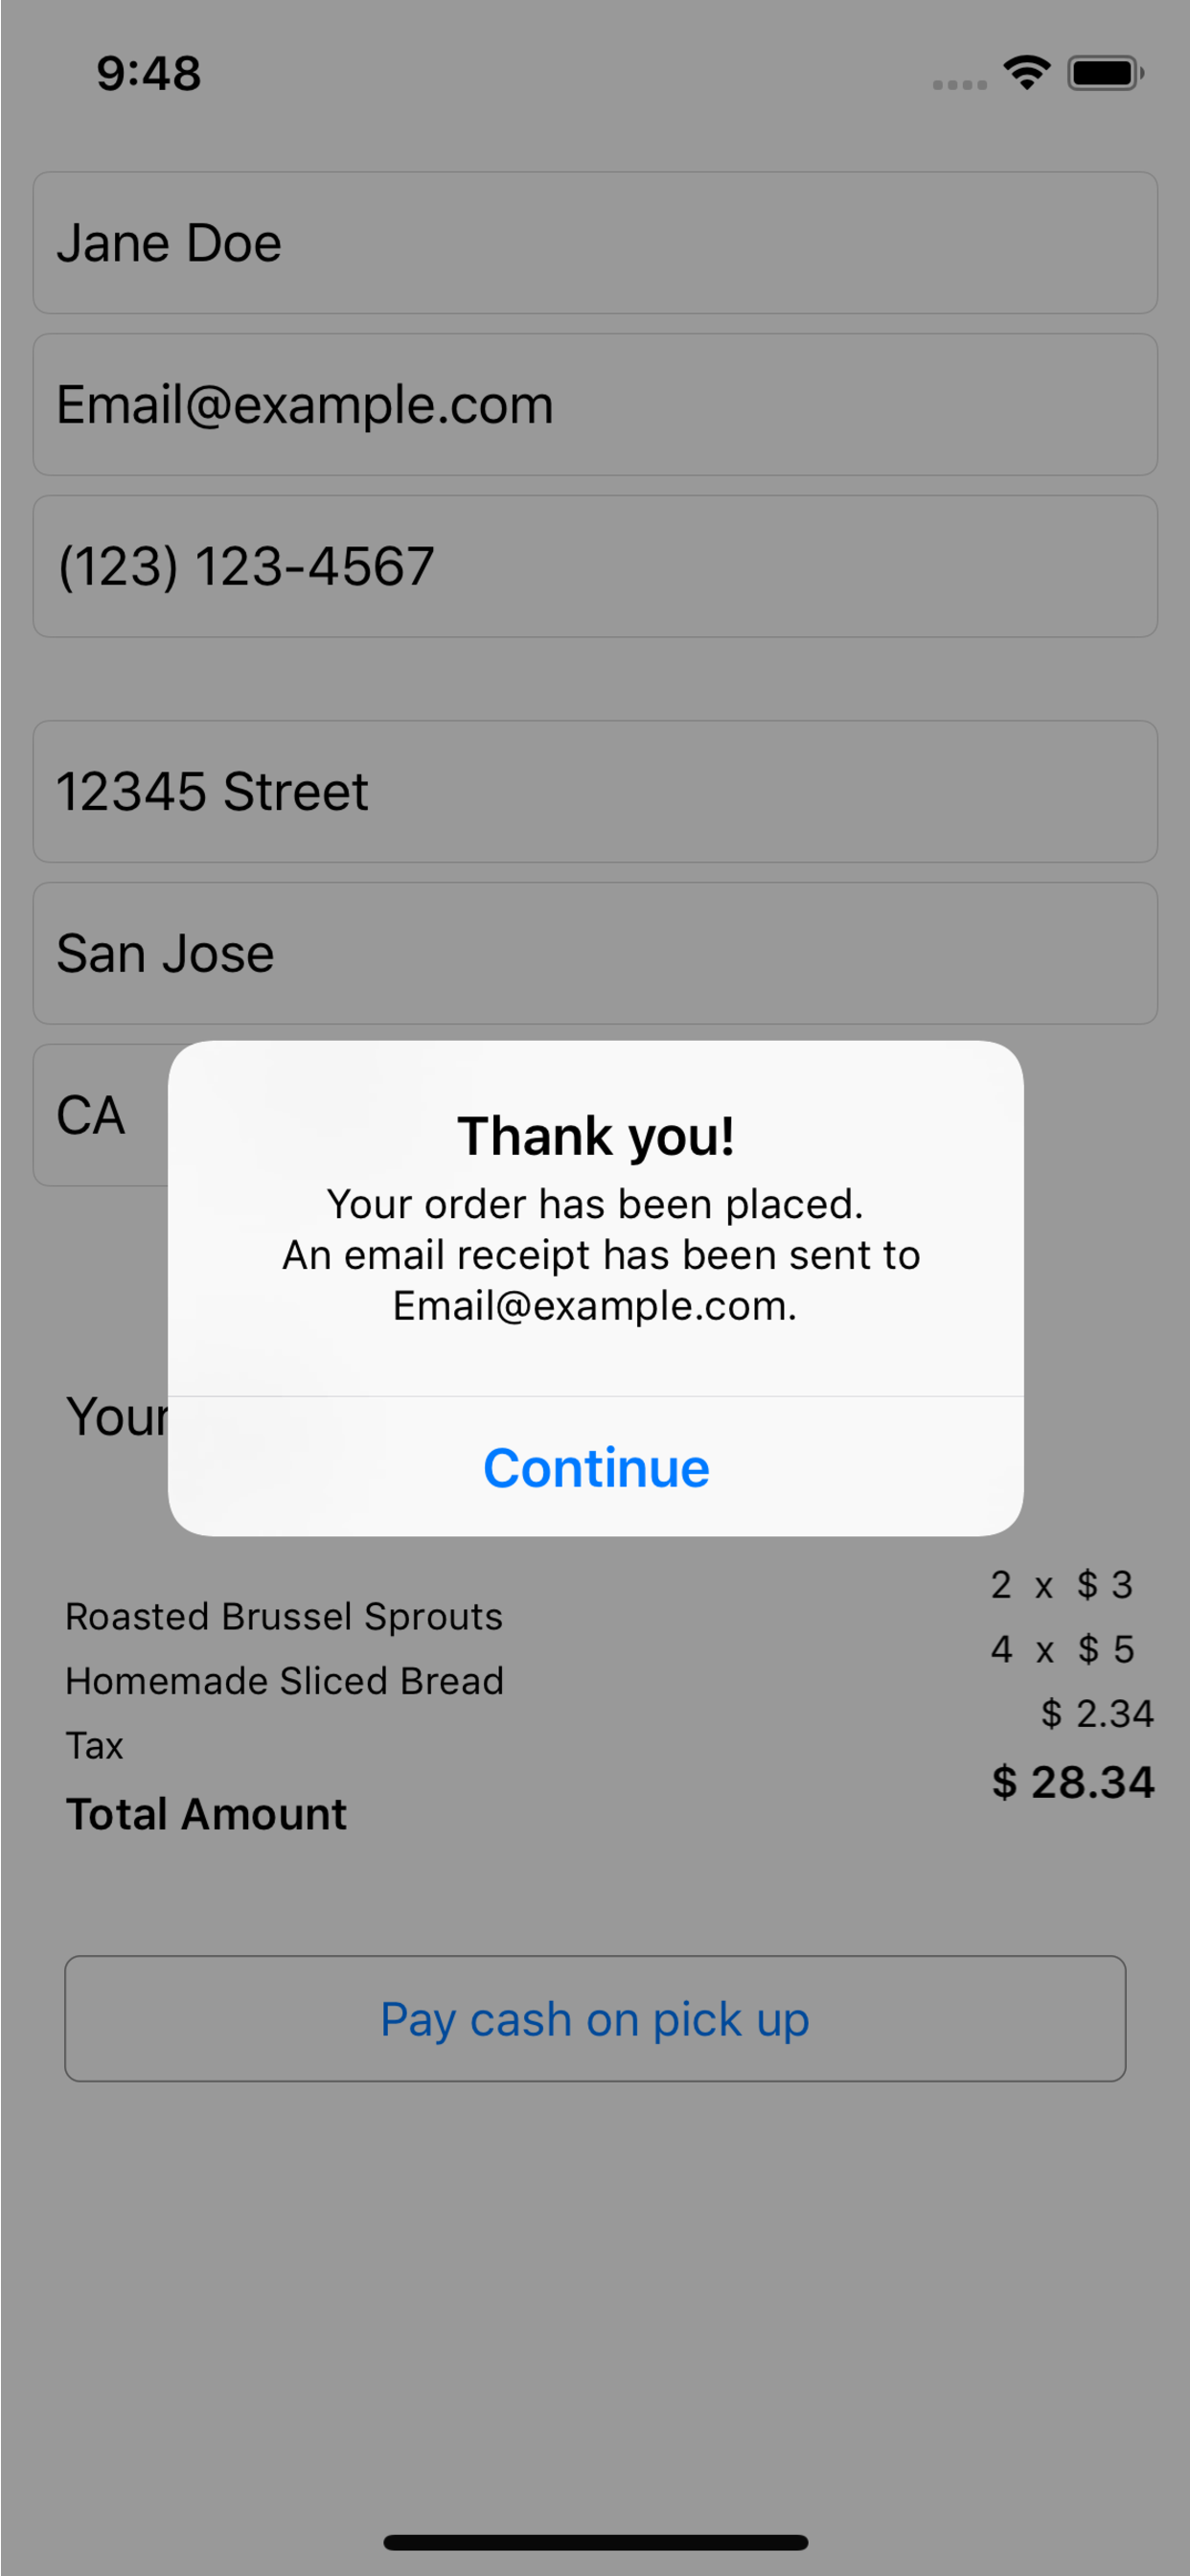 9:48
Jane Doe
Email@example.com
(123) 123-4567
12345 Street
San Jose
CA
Thank you!
Your order has been placed.
An email receipt has been sent to
Email@example.com.
Your
Continue
Roasted Brussel Sprouts 2 x $ 3
Homemade Sliced Bread 4 x $ 5
Tax $ 2.34
Total Amount $ 28.34
Pay cash on pick up